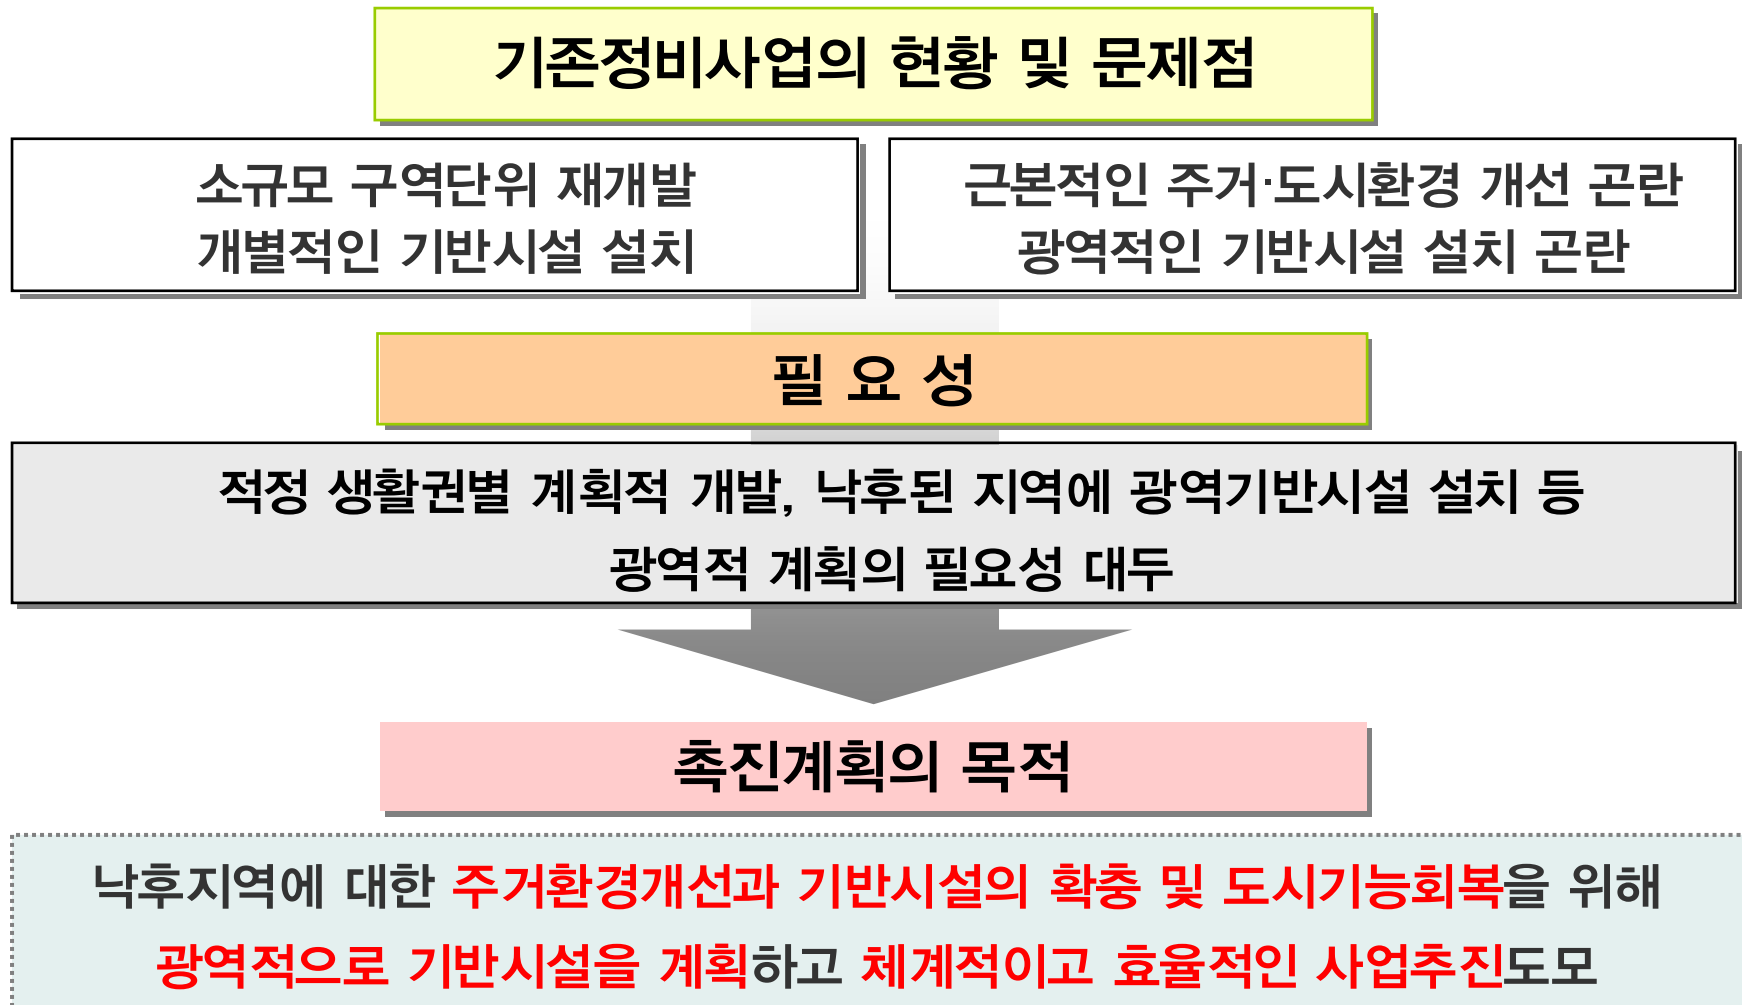 기존정비사업의 현황 및 문제점
소규모 구역단위 재개발
개별적인 기반시설 설치
근본적인 주거·도시환경 개선 곤란
광역적인 기반시설 설치 곤란
필 요 성
적정 생활권별 계획적 개발, 낙후된 지역에 광역기반시설 설치 등
광역적 계획의 필요성 대두
촉진계획의 목적
낙후지역에 대한 주거환경개선과 기반시설의 확충 및 도시기능회복을 위해
광역적으로 기반시설을 계획하고 체계적이고 효율적인 사업추진도모